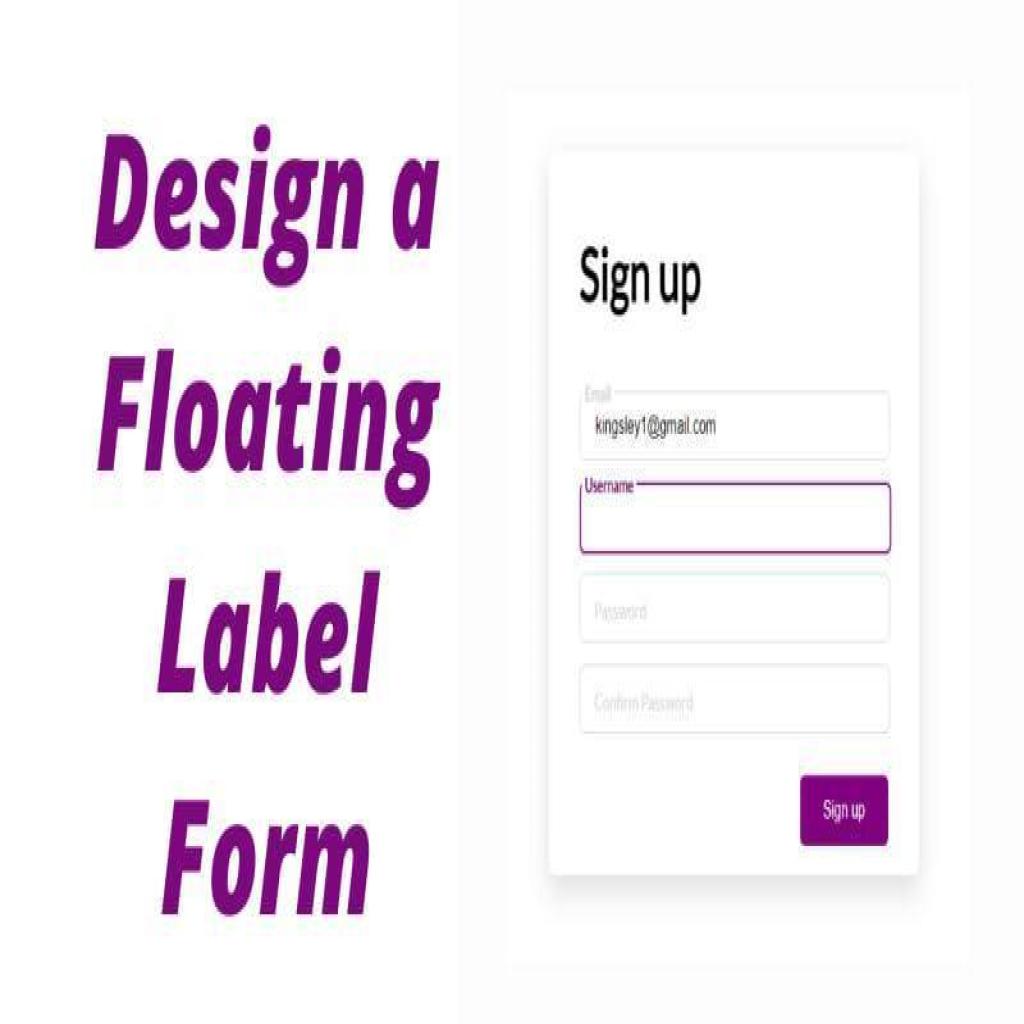 Design a
Floating
Label
Form
Sign up
Email
kingsley1@gmail.com
Username
Password
Confirm Password
Sign up